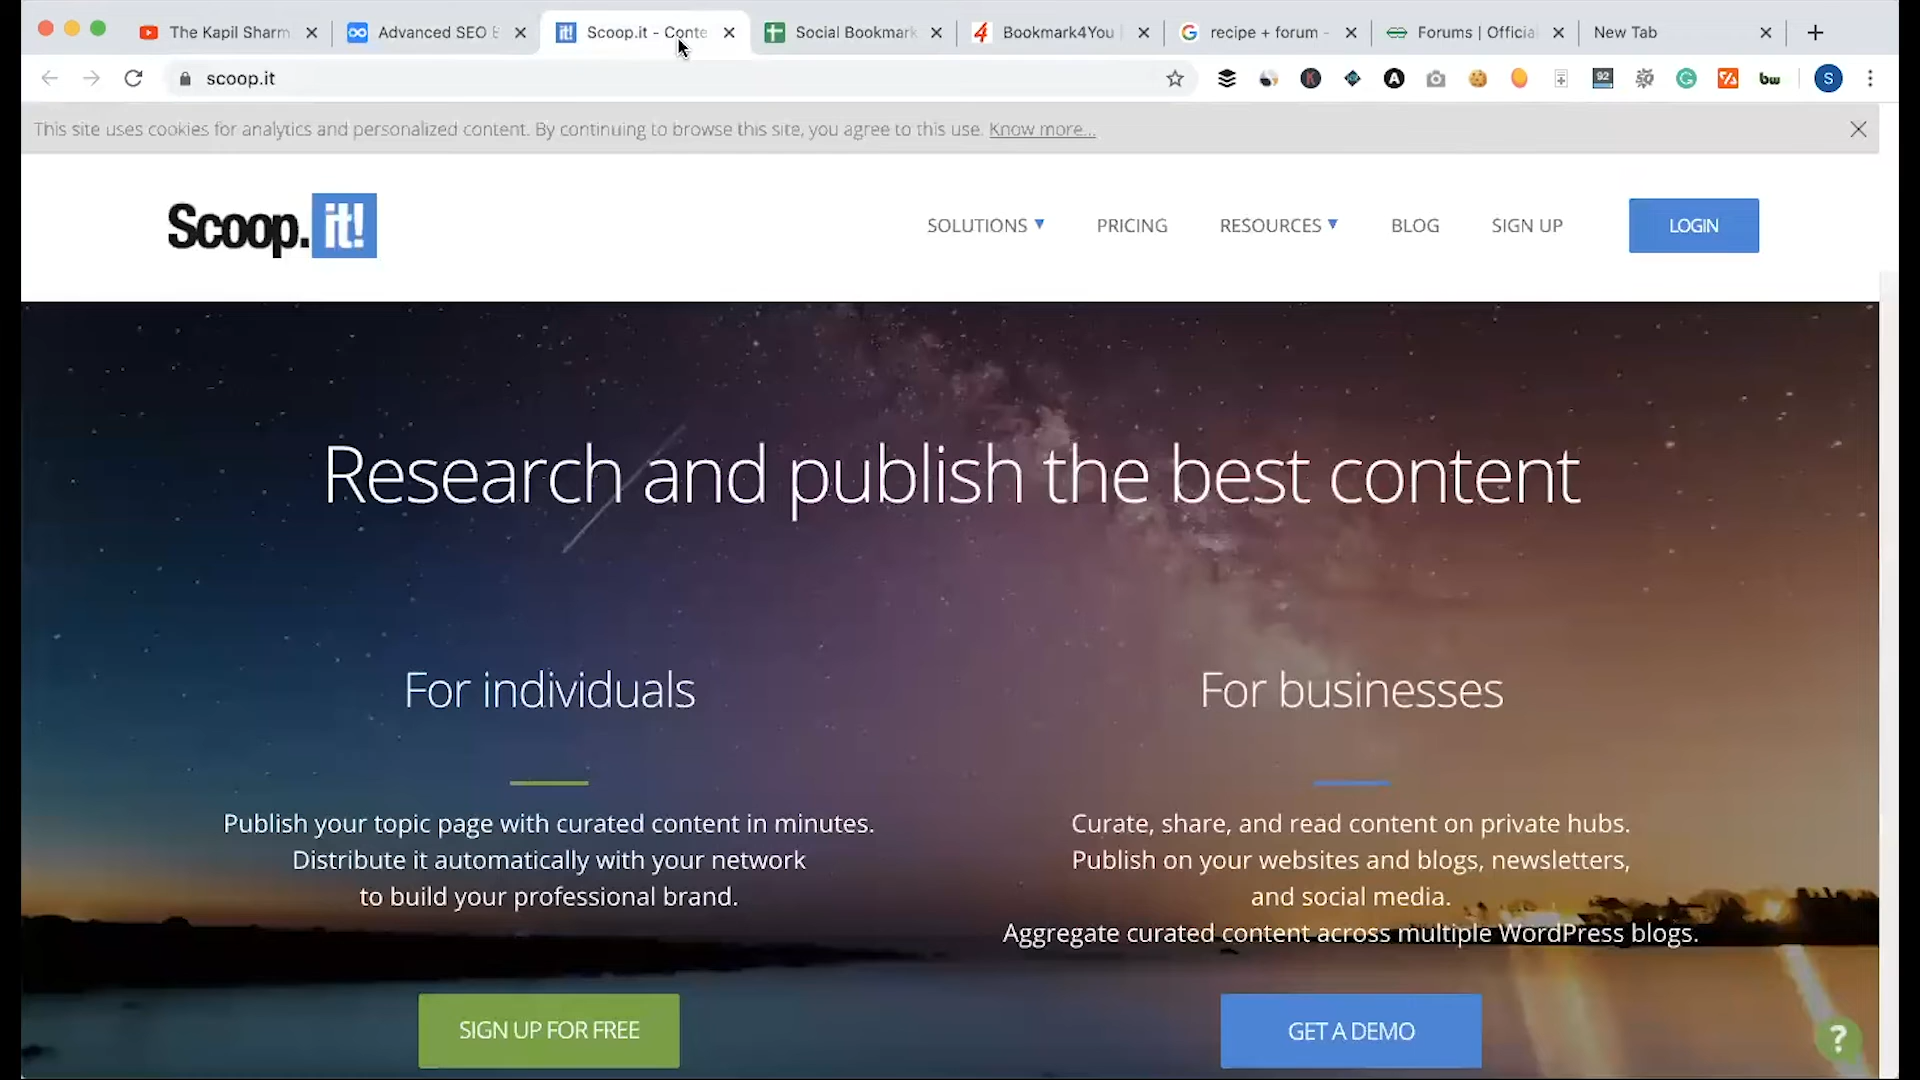 The Kapil Sharm
Advanced SEO
Scoop.it - Conte
Social Bookmark
Bookmark4You
recipe + forum -
Forums | Officia
New Tab
scoop.it
92
S
This site uses cookies for analytics and personalized content. By continuing to browse this site, you agree to this use. Know more...
Scoop.it!
SOLUTIONS
PRICING
RESOURCES
BLOG
SIGN UP
LOGIN
Research and publish the best content
For individuals
For businesses
Publish your topic page with curated content in minutes.
Distribute it automatically with your network
to build your professional brand.
Curate, share, and read content on private hubs.
Publish on your websites and blogs, newsletters,
and social media.
Aggregate curated content across multiple WordPress blogs.
SIGN UP FOR FREE
GET A DEMO
?